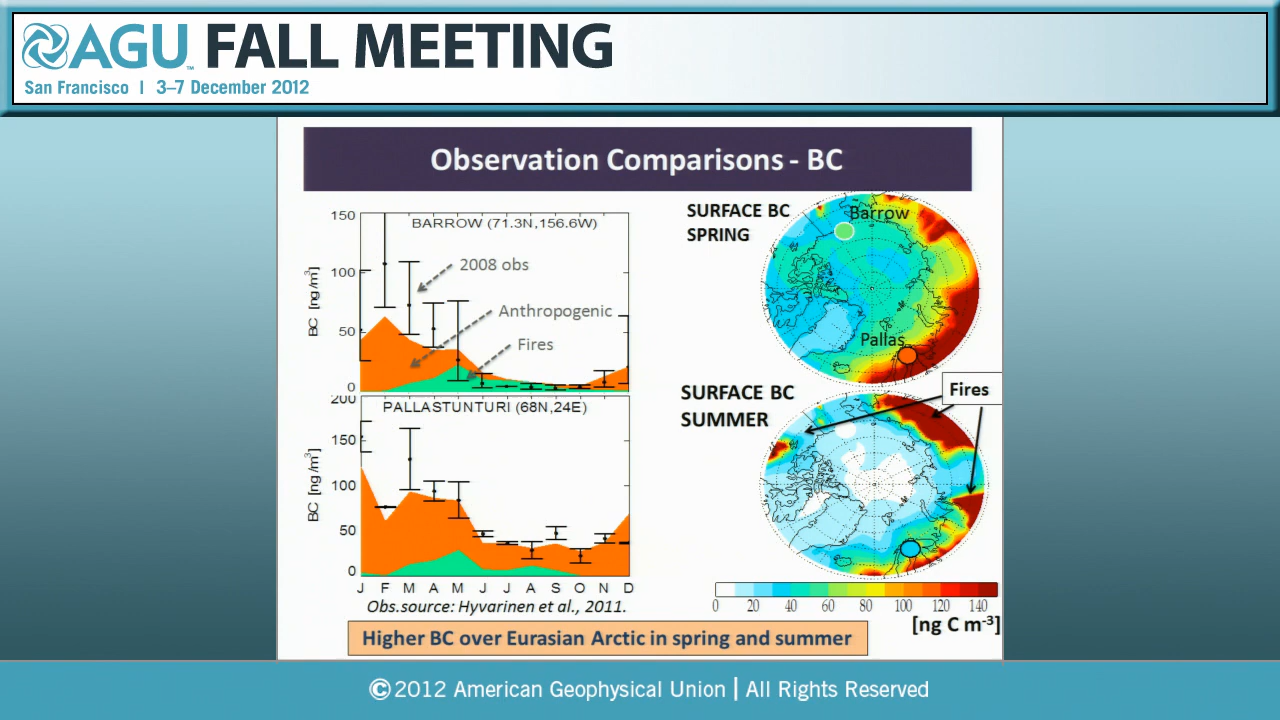 AGU™ FALL MEETING
San Francisco | 3–7 December 2012
Observation Comparisons - BC
150
100
50
0
BC [ng/m³]
BARROW (71.3N,156.6W)
2008 obs
Anthropogenic
Fires
200
150
100
50
0
BC [ng/m³]
PALLASTUNTURI (68N,24E)
J F M A M J J A S O N D
Obs.source: Hyvarinen et al., 2011.
SURFACE BC
SPRING
Barrow
Pallas
SURFACE BC
SUMMER
Fires
0 20 40 60 80 100 120 140
[ng C m-3]
Higher BC over Eurasian Arctic in spring and summer
©2012 American Geophysical Union | All Rights Reserved